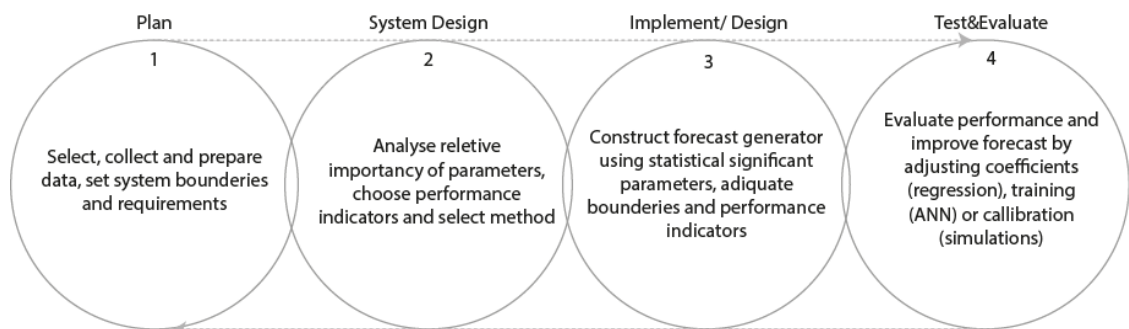 Plan
System Design
Implement/ Design
Test&Evaluate
1
2
3
4
Select, collect and prepare
data, set system bounderies
and requirements
Analyse reletive
importancy of parameters,
choose performance
indicators and select method
Construct forecast generator
using statistical significant
parameters, adiquate
bounderies and performance
indicators
Evaluate performance and
improve forecast by
adjusting coefficients
(regression), training
(ANN) or callibration
(simulations)